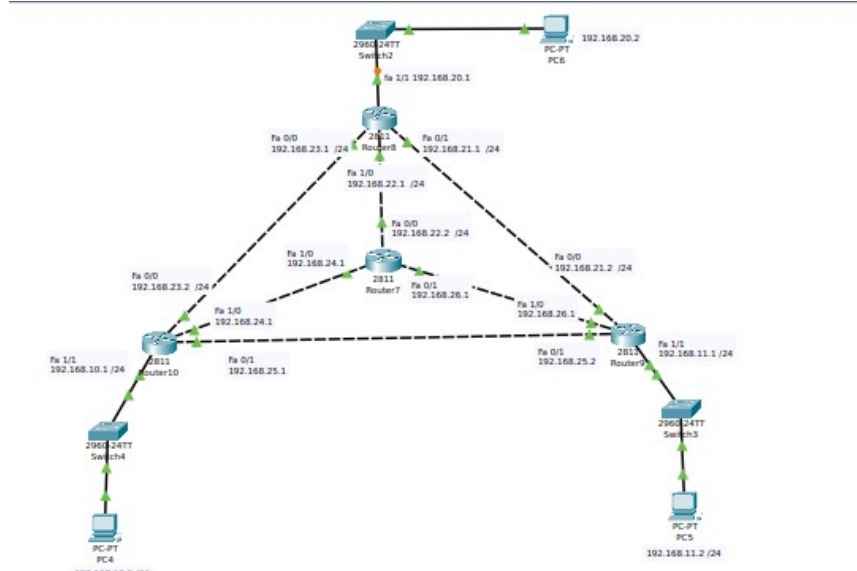 2960-24TT
Switch2
PC-PT
PC6
192.168.20.2
fa 1/1 192.168.20.1
2811
Router8
Fa 0/0
192.168.23.1 /24
Fa 0/1
192.168.21.1 /24
Fa 1/0
192.168.22.1 /24
Fa 0/0
192.168.22.2 /24
Fa 1/0
192.168.24.1
2811
Router7
Fa 0/1
192.168.26.1
Fa 0/0
192.168.21.2 /24
Fa 0/0
192.168.23.2 /24
Fa 1/0
192.168.24.1
Fa 1/0
192.168.26.1
Fa 1/1
192.168.10.1 /24
2811
Router10
Fa 0/1
192.168.25.1
Fa 0/1
192.168.25.2
2811
Router9
Fa 1/1
192.168.11.1 /24
2960-24TT
Switch4
2960-24TT
Switch3
PC-PT
PC4
PC-PT
PC5
192.168.11.2 /24